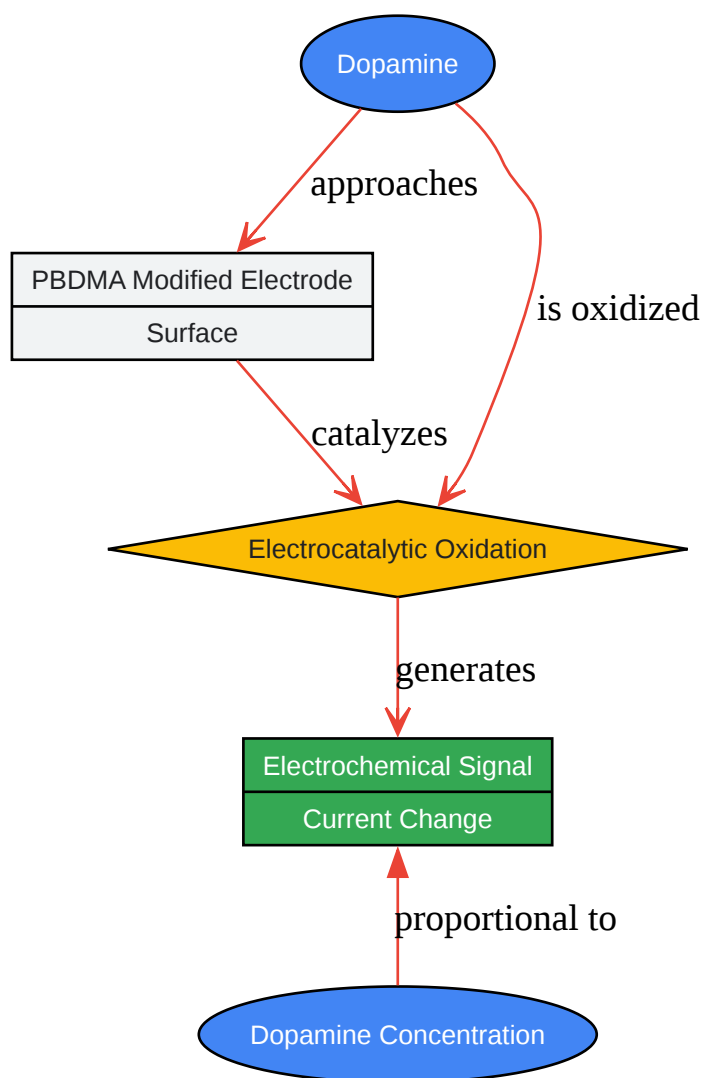 Dopamine
approaches
PBDMA Modified Electrode
Surface
is oxidized
catalyzes
Electrocatalytic Oxidation
generates
Electrochemical Signal
Current Change
proportional to
Dopamine Concentration